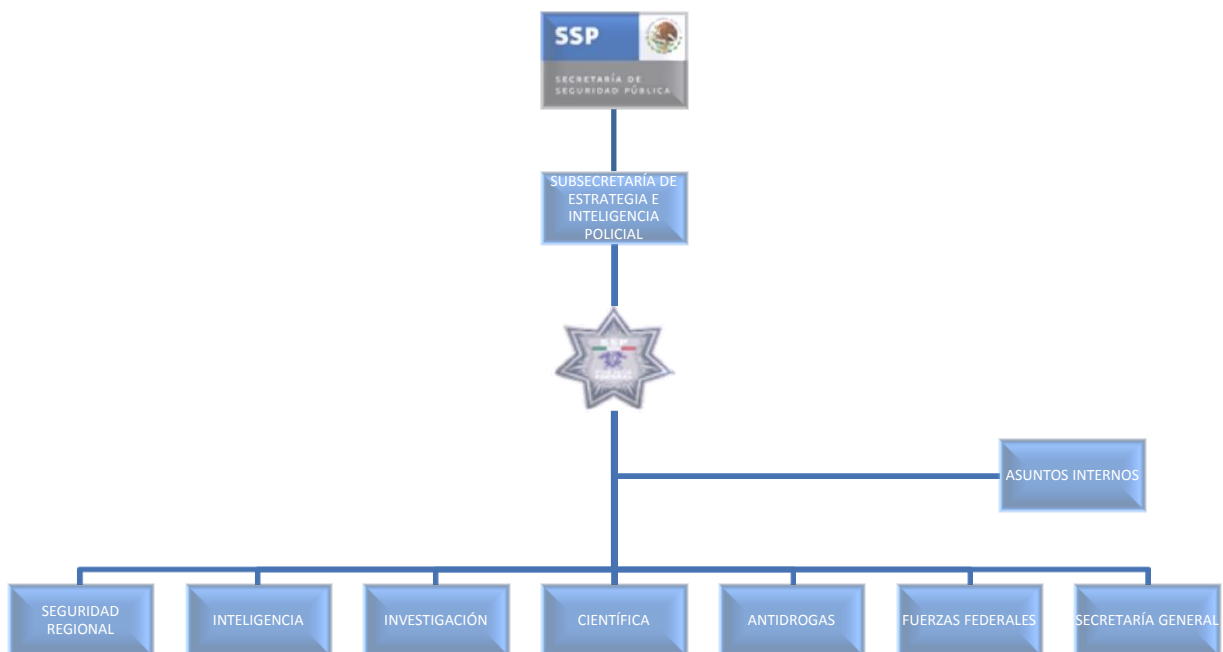 SSP
SECRETARÍA DE
SEGURIDAD PÚBLICA
SUBSECRETARÍA DE
ESTRATEGIA E
INTELIGENCIA
POLICIAL
SSP
ASUNTOS INTERNOS
SEGURIDAD
REGIONAL
INTELIGENCIA
INVESTIGACIÓN
CIENTÍFICA
ANTIDROGAS
FUERZAS FEDERALES
SECRETARÍA GENERAL